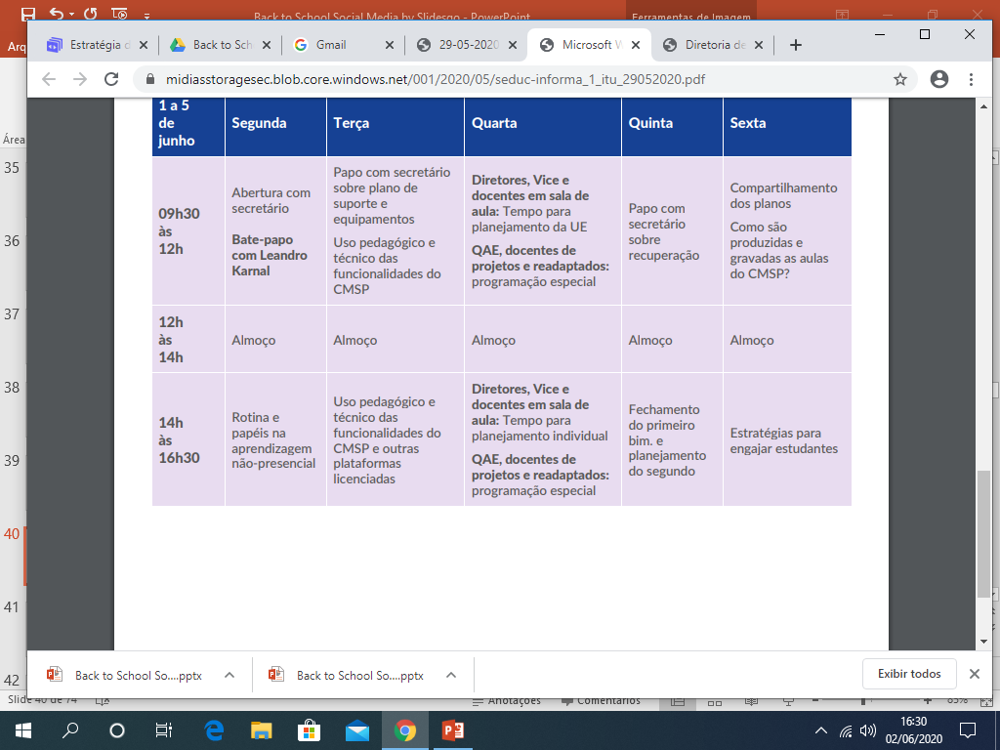 Back to School Social Media by Slidesgo - PowerPoint
Ferramentas de Imagem
Arq
Estratégia d
Back to Sch
Gmail
29-05-2020
Microsoft W
Diretoria de
midiasstoragesec.blob.core.windows.net/001/2020/05/seduc-informa_1_itu_29052020.pdf
Área
35
36
37
38
39
40
41
42
1 a 5
de
junho
Segunda
Terça
Quarta
Quinta
Sexta
09h30
às
12h
Abertura com
secretário
Bate-papo
com Leandro
Karnal
Papo com secretário
sobre plano de
suporte e
equipamentos
Uso pedagógico e
técnico das
funcionalidades do
CMSP
Diretores, Vice e
docentes em sala de
aula: Tempo para
planejamento da UE
QAE, docentes de
projetos e readaptados:
programação especial
Papo com
secretário
sobre
recuperação
Compartilhamento
dos planos
Como são
produzidas e
gravadas as aulas
do CMSP?
12h
às
14h
Almoço
Almoço
Almoço
Almoço
Almoço
14h
às
16h30
Rotina e
papéis na
aprendizagem
não-presencial
Uso pedagógico e
técnico das
funcionalidades do
CMSP e outras
plataformas
licenciadas
Diretores, Vice e
docentes em sala de
aula: Tempo para
planejamento individual
QAE, docentes de
projetos e readaptados:
programação especial
Fechamento
do primeiro
bim. e
planejamento
do segundo
Estratégias para
engajar estudantes
Back to School So....pptx
Back to School So....pptx
Exibir todos
Slide 40 de 74
Anotações
Comentários
85%
16:30
02/06/2020